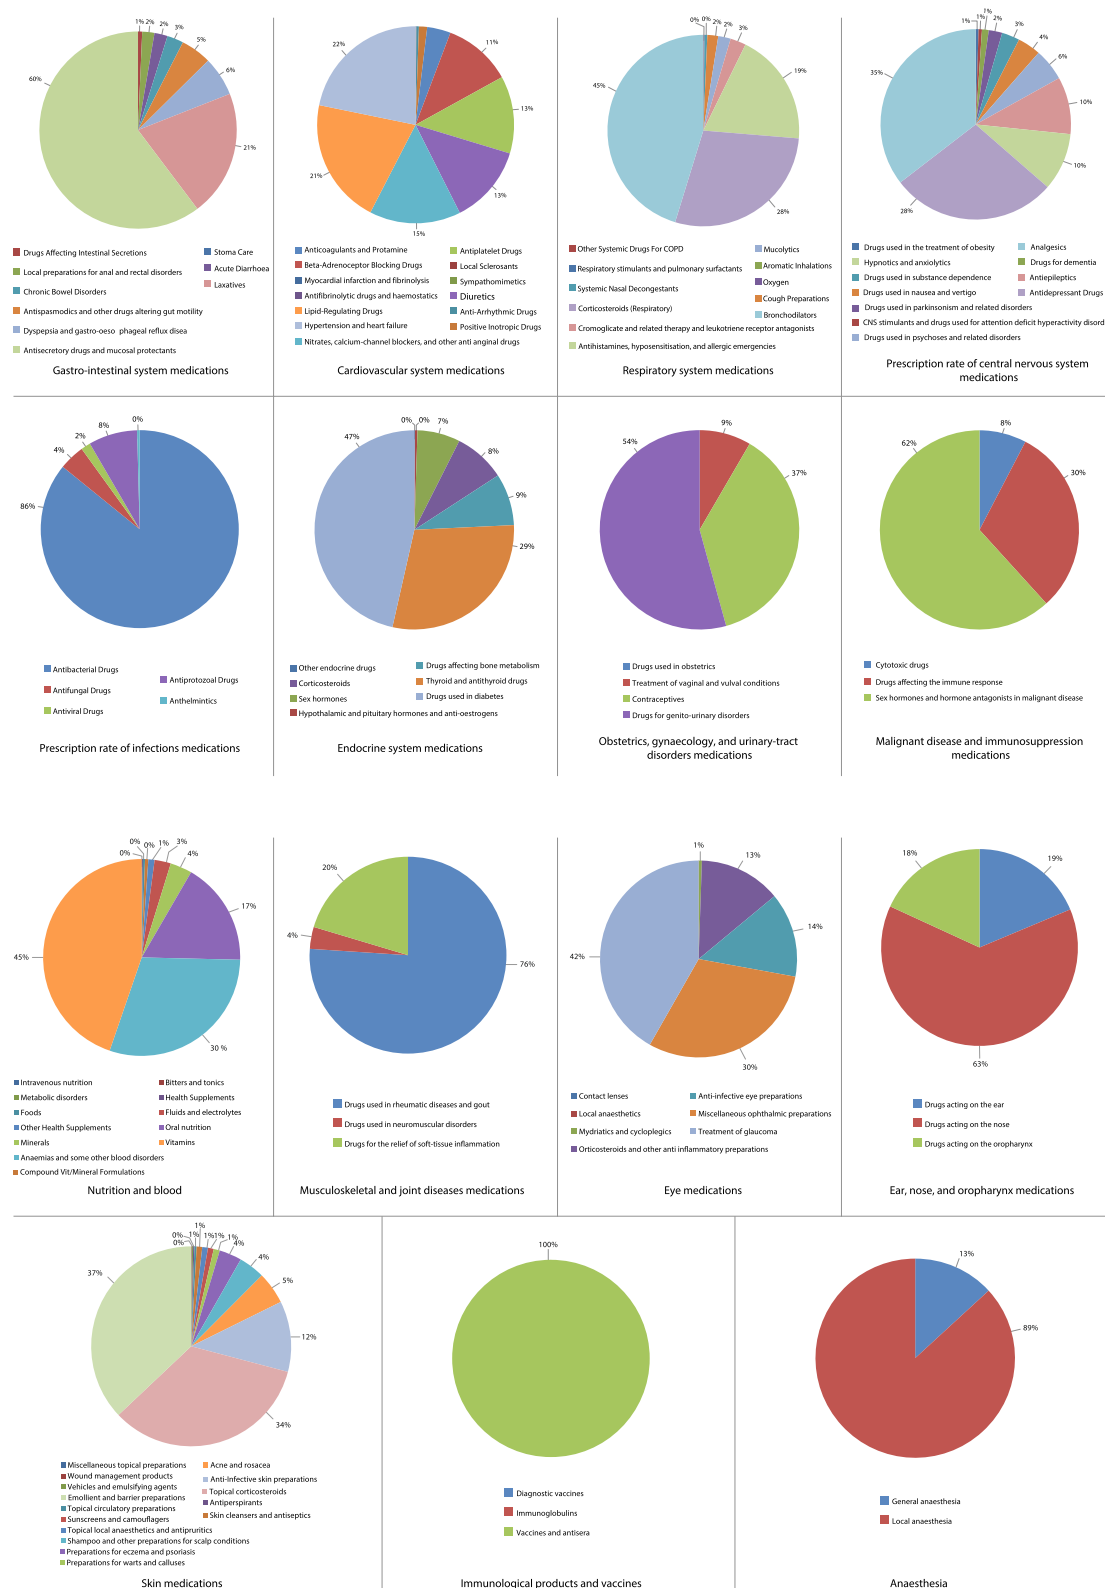 1%
2%
2%
3%
5%
6%
21%
60%
Drugs Affecting Intestinal Secretions
Stoma Care
Local preparations for anal and rectal disorders
Acute Diarrhoea
Chronic Bowel Disorders
Laxatives
Antispasmodics and other drugs altering gut motility
Dyspepsia and gastro-oeso phageal reflux disea
Antisecretory drugs and mucosal protectants
Gastro-intestinal system medications
22%
11%
13%
13%
15%
21%
Anticoagulants and Protamine
Antiplatelet Drugs
Beta-Adrenoceptor Blocking Drugs
Local Sclerosants
Myocardial infarction and fibrinolysis
Sympathomimetics
Antifibrinolytic drugs and haemostatics
Diuretics
Lipid-Regulating Drugs
Anti-Arrhythmic Drugs
Hypertension and heart failure
Positive Inotropic Drugs
Nitrates, calcium-channel blockers, and other anti anginal drugs
Cardiovascular system medications
0%
0%
2%
2%
3%
19%
28%
45%
Other Systemic Drugs For COPD
Mucolytics
Respiratory stimulants and pulmonary surfactants
Aromatic Inhalations
Systemic Nasal Decongestants
Oxygen
Corticosteroids (Respiratory)
Cough Preparations
Bronchodilators
Cromoglicate and related therapy and leukotriene receptor antagonists
Antihistamines, hyposensitisation, and allergic emergencies
Respiratory system medications
1%
1%
1%
2%
3%
4%
6%
10%
10%
28%
35%
Drugs used in the treatment of obesity
Analgesics
Hypnotics and anxiolytics
Drugs for dementia
Drugs used in substance dependence
Antiepileptics
Drugs used in nausea and vertigo
Antidepressant Drugs
Drugs used in parkinsonism and related disorders
CNS stimulants and drugs used for attention deficit hyperactivity disord
Drugs used in psychoses and related disorders
Prescription rate of central nervous system
medications
86%
4%
2%
8%
0%
Antibacterial Drugs
Antiprotozoal Drugs
Antifungal Drugs
Anthelmintics
Antiviral Drugs
Prescription rate of infections medications
0%
0%
7%
8%
9%
29%
47%
Other endocrine drugs
Drugs affecting bone metabolism
Corticosteroids
Thyroid and antithyroid drugs
Sex hormones
Drugs used in diabetes
Hypothalamic and pituitary hormones and anti-oestrogens
Endocrine system medications
54%
9%
37%
Drugs used in obstetrics
Treatment of vaginal and vulval conditions
Contraceptives
Drugs for genito-urinary disorders
Obstetrics, gynaecology, and urinary-tract
disorders medications
62%
8%
30%
Cytotoxic drugs
Drugs affecting the immune response
Sex hormones and hormone antagonists in malignant disease
Malignant disease and immunosuppression
medications
0%
0%
0%
1%
3%
4%
17%
30 %
45%
Intravenous nutrition
Bitters and tonics
Metabolic disorders
Health Supplements
Foods
Fluids and electrolytes
Other Health Supplements
Oral nutrition
Minerals
Vitamins
Anaemias and some other blood disorders
Compound Vit/Mineral Formulations
Nutrition and blood
20%
4%
76%
Drugs used in rheumatic diseases and gout
Drugs used in neuromuscular disorders
Drugs for the relief of soft-tissue inflammation
Musculoskeletal and joint diseases medications
1%
13%
14%
30%
42%
Contact lenses
Anti-infective eye preparations
Local anaesthetics
Miscellaneous ophthalmic preparations
Mydriatics and cycloplegics
Treatment of glaucoma
Orticosteroids and other anti inflammatory preparations
Eye medications
18%
19%
63%
Drugs acting on the ear
Drugs acting on the nose
Drugs acting on the oropharynx
Ear, nose, and oropharynx medications
0%
0%
1%
1%
1%
1%
1%
4%
4%
5%
12%
34%
37%
Miscellaneous topical preparations
Acne and rosacea
Wound management products
Anti-Infective skin preparations
Vehicles and emulsifying agents
Topical corticosteroids
Emollient and barrier preparations
Antiperspirants
Topical circulatory preparations
Skin cleansers and antiseptics
Sunscreens and camouflagers
Topical local anaesthetics and antipruritics
Shampoo and other preparations for scalp conditions
Preparations for eczema and psoriasis
Preparations for warts and calluses
Skin medications
100%
Diagnostic vaccines
Immunoglobulins
Vaccines and antisera
Immunological products and vaccines
13%
89%
General anaesthesia
Local anaesthesia
Anaesthesia